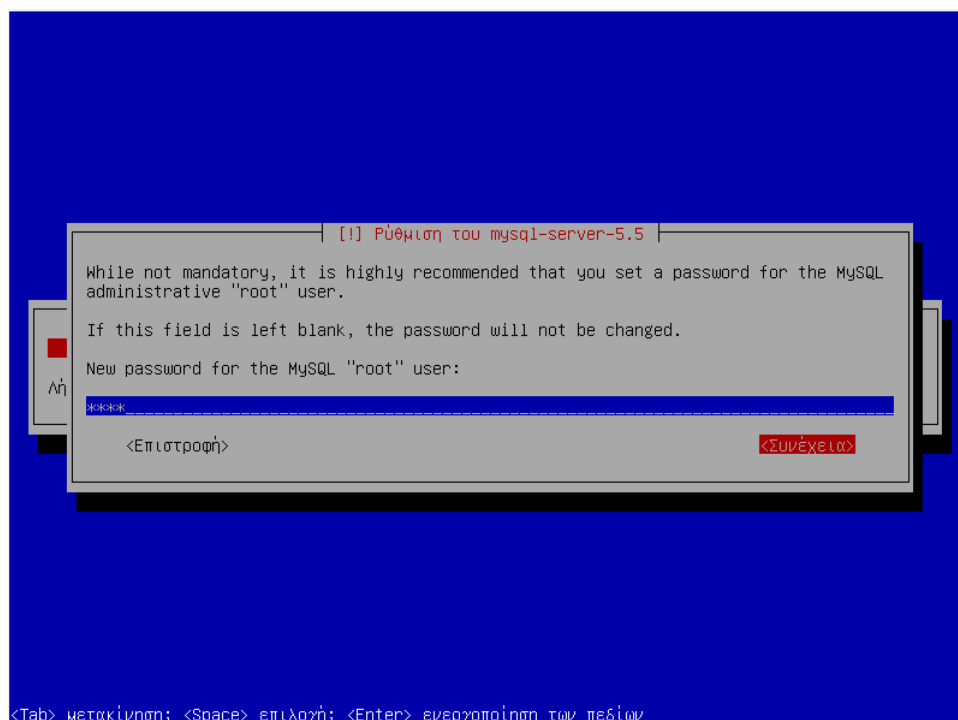 [!] Ρύθμιση του mysql-server-5.5
While not mandatory, it is highly recommended that you set a password for the MySQL
administrative "root" user.
If this field is left blank, the password will not be changed.
New password for the MySQL "root" user:
Λή
****
<Επιστροφή> <Συνέχεια>
<Tab> μετακίνηση; <Space> επιλογή; <Enter> ενεργοποίηση των πεδίων